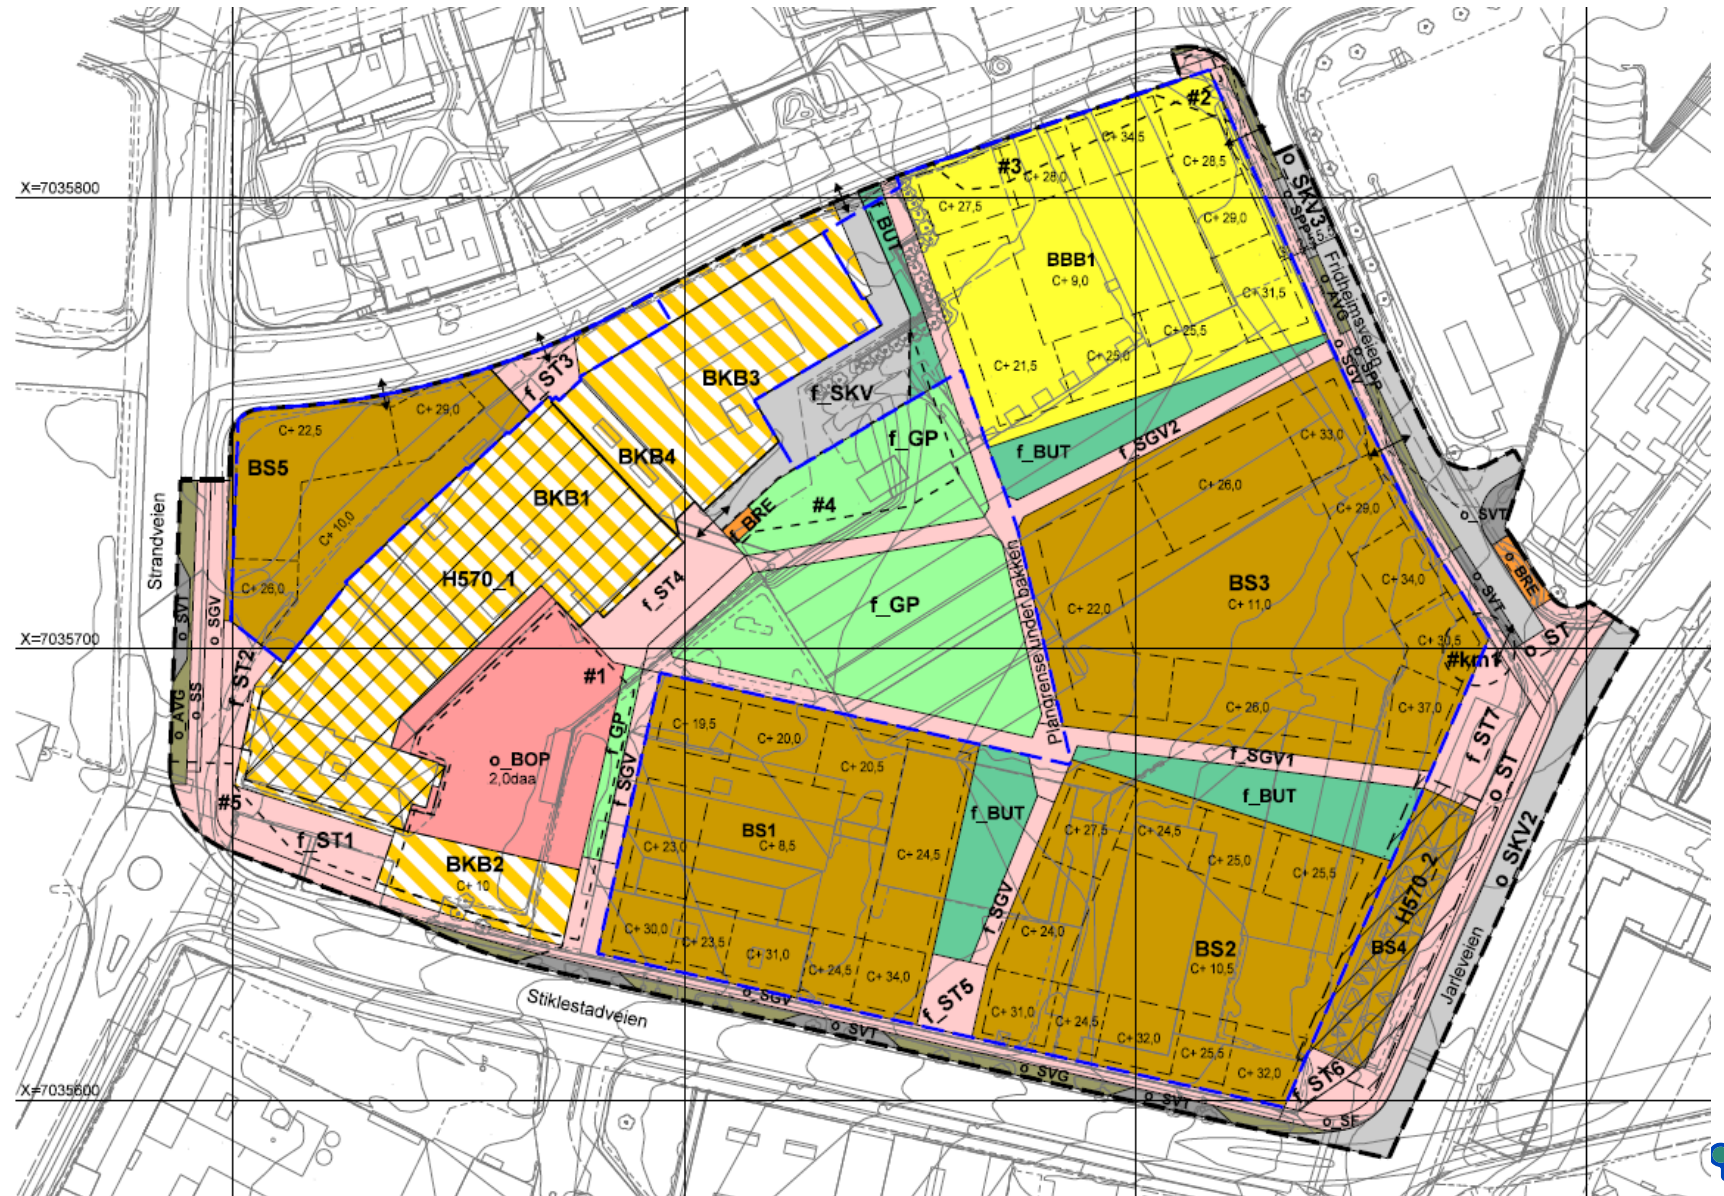 #2
C+ 34,5
#3
C+ 28,0
C+ 28,5
o_SKV3
o_SPP
X=7035800
f_BUT
C+ 27,5
C+ 29,0
BBB1
C+ 9,0
Fridheimsveien
o_AVG
C+ 31,5
C+ 25,5
C+ 25,0
C+ 21,5
o_SGV
o_SPP
f_ST3
BKB3
f_SKV
C+ 29,0
C+ 22,5
f_GP
f_BUT
f_SGV2
C+ 33,0
BS5
BKB4
BKB1
#4
C+ 26,0
C+ 29,0
f_BRE
o_SVT
C+ 10,0
Strandveien
H570_1
C+ 26,0
f_ST4
f_GP
Plangrense under bakken
BS3
C+ 11,0
C+ 22,0
C+ 34,0
o_SVT
o_BRE
o_SVT
o_SGV
X=7035700
C+ 30,5
#km1
o_ST
f_ST2
#1
o_AVG
o_SS
f_GP
f_SGV
C+ 19,5
C+ 20,0
C+ 20,5
C+ 26,0
C+ 37,0
f_ST7
o_ST
o_BOP
2,0daa
f_SGV1
f_BUT
#5
f_ST1
BKB2
C+ 10
BS1
C+ 8,5
C+ 23,0
C+ 24,5
f_BUT
C+ 27,5
C+ 24,5
C+ 25,0
C+ 25,5
H570_2
o_SKV2
f_SGV
C+ 30,0
C+ 23,5
C+ 31,0
C+ 24,5
C+ 34,0
C+ 24,0
BS2
C+ 10,5
BS4
Jarleveien
Stiklestadveien
o_SGV
o_SVT
f_ST5
C+ 31,0
C+ 24,5
C+ 32,0
C+ 25,5
C+ 32,0
o_SVG
o_SVT
f_ST6
X=7035600